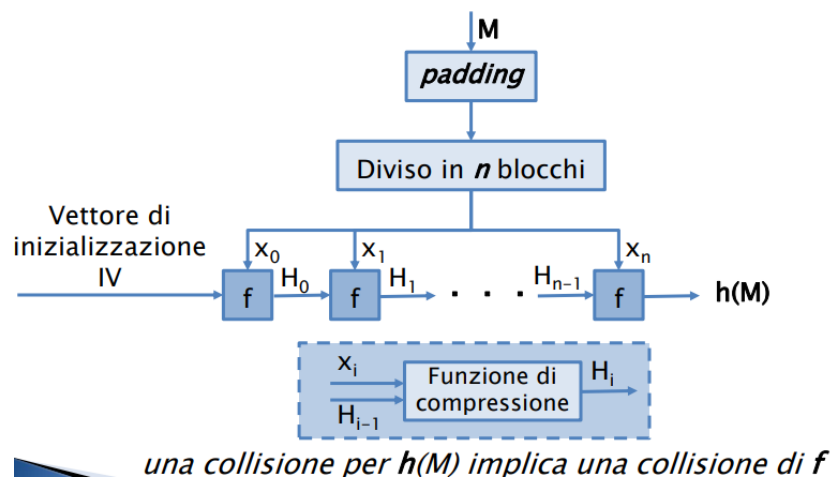 M
padding
Diviso in n blocchi
Vettore di
inizializzazione
IV
x₀
x₁
xₙ
f
H₀
f
H₁
. . .
Hₙ₋₁
f
h(M)
xᵢ
Hᵢ₋₁
Funzione di
compressione
Hᵢ
una collisione per h(M) implica una collisione di f